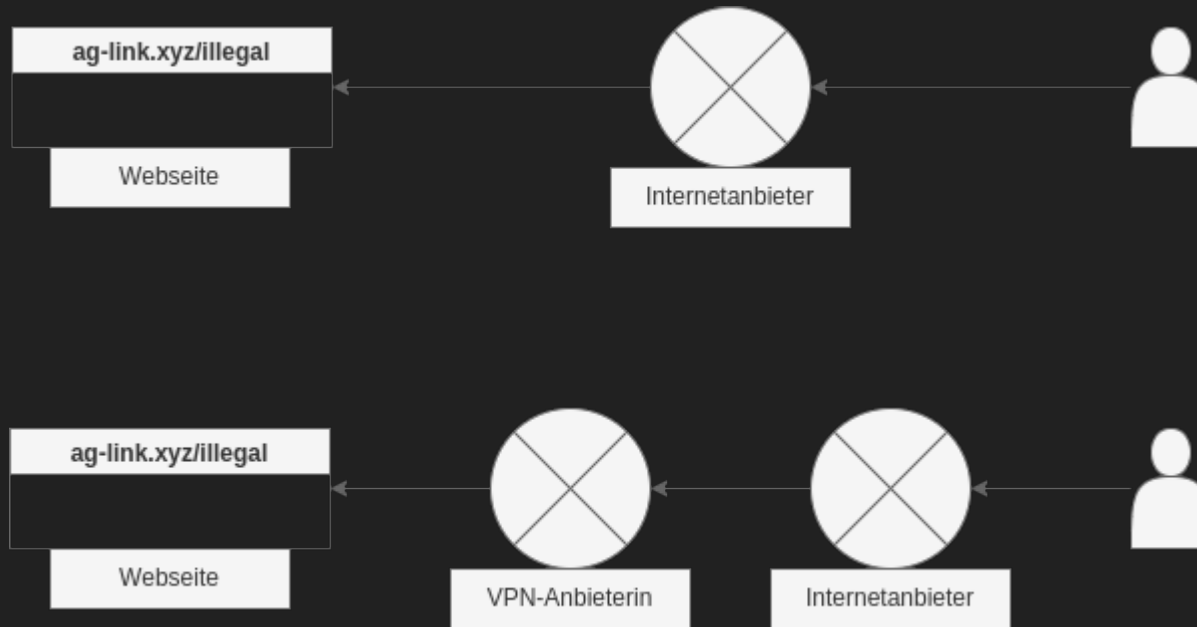 ag-link.xyz/illegal
Webseite
Internetanbieter
ag-link.xyz/illegal
Webseite
VPN-Anbieterin
Internetanbieter